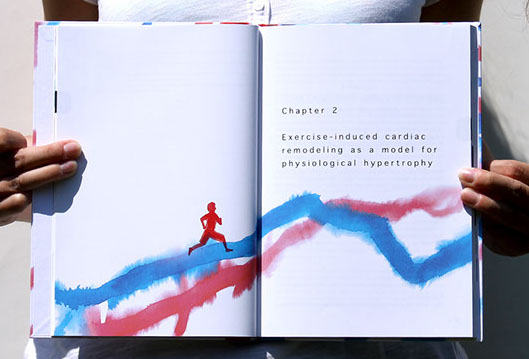 Chapter 2
Exercise-induced cardiac
remodeling as a model for
physiological hypertrophy